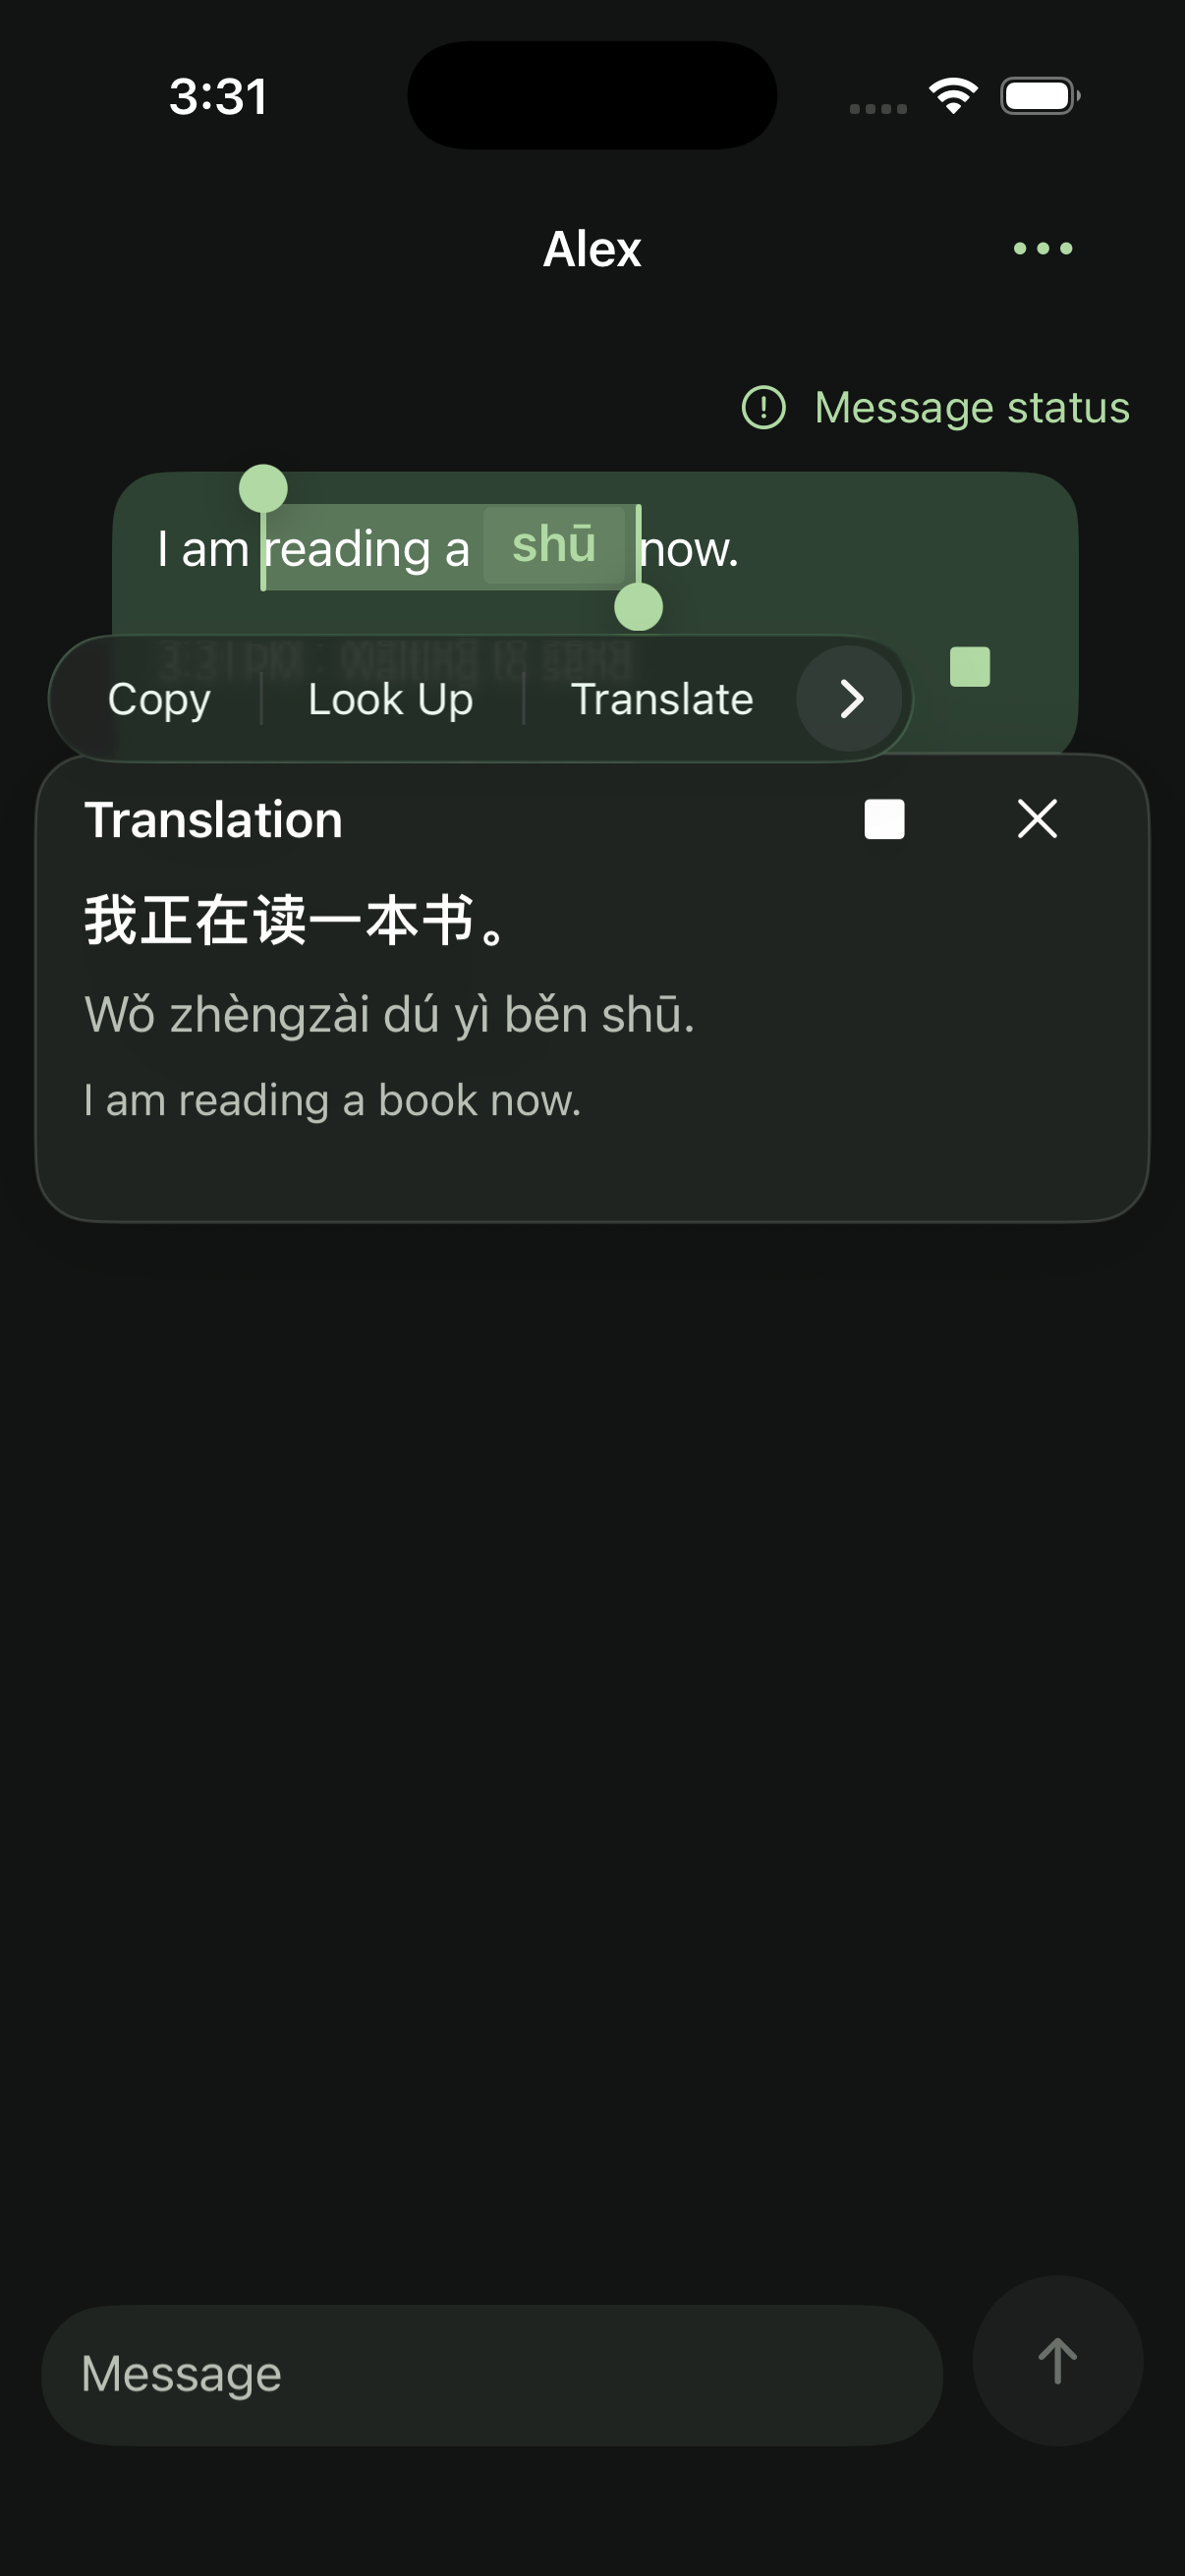 3:31
Alex
Message status
I am reading a shū now.
Copy
Look Up
Translate
Translation
我正在读一本书。
Wǒ zhèngzài dú yì běn shū.
I am reading a book now.
Message